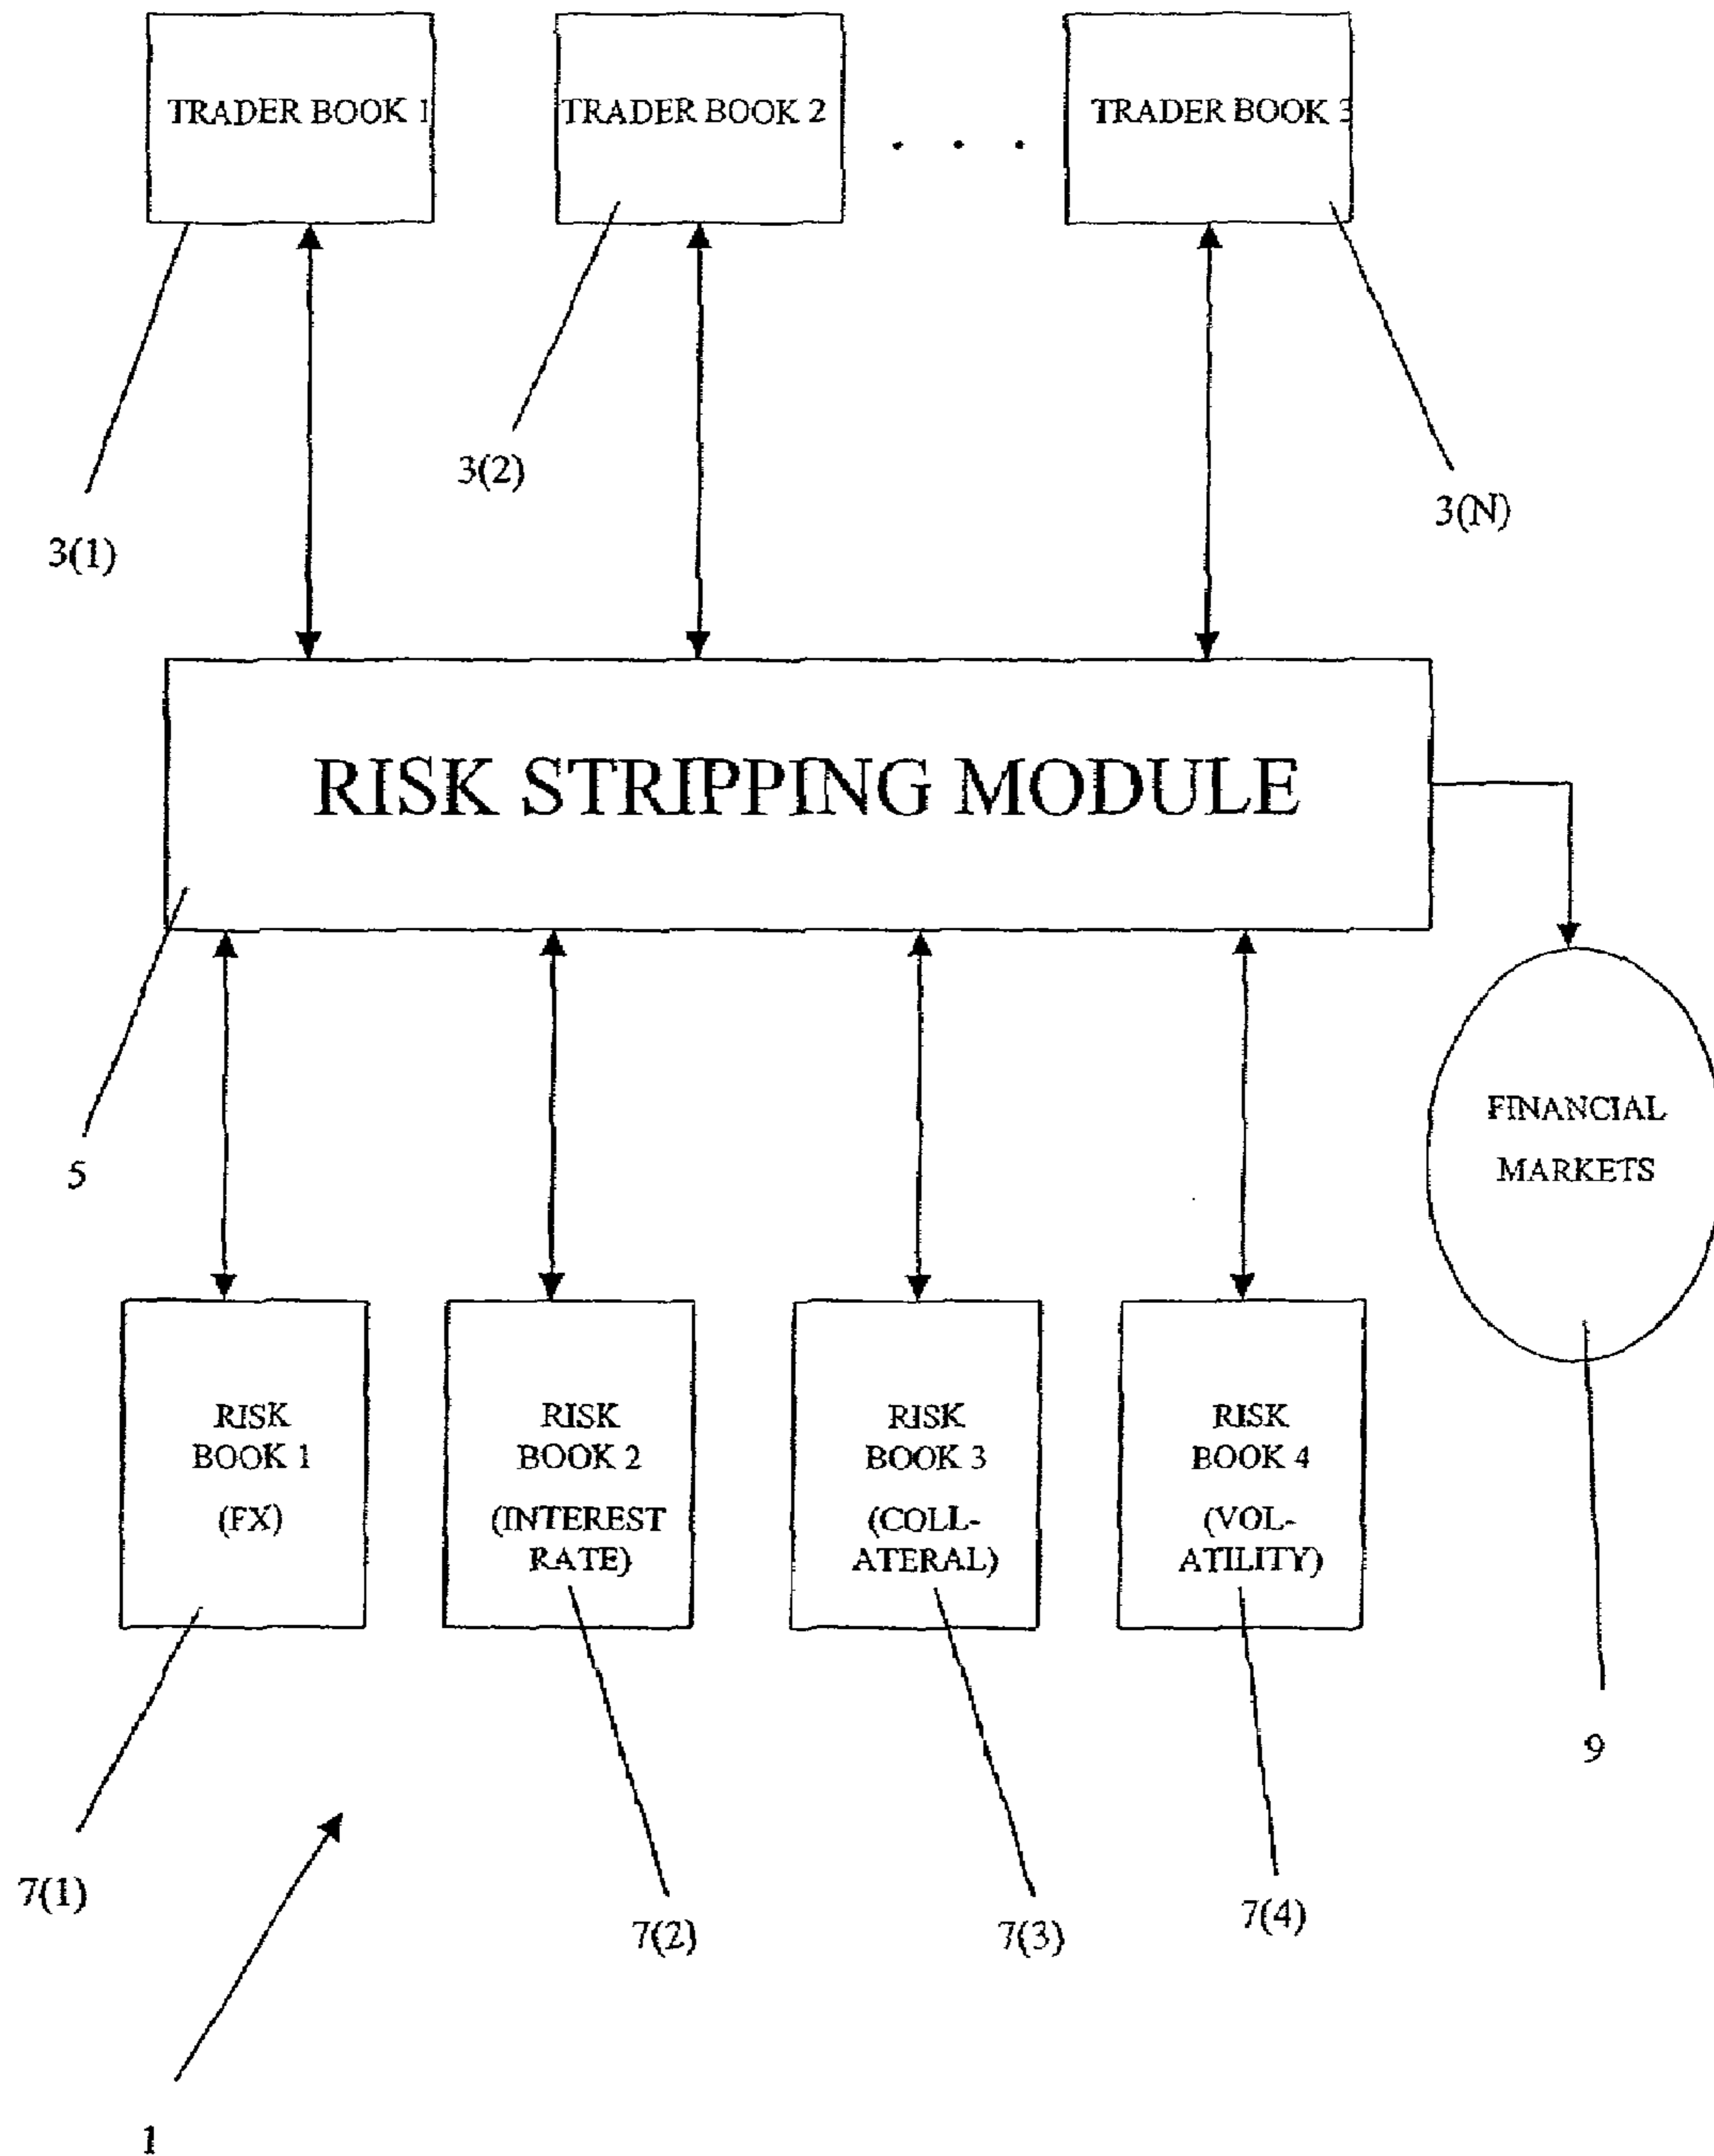 TRADER BOOK 1
TRADER BOOK 2
. . .
TRADER BOOK 3
3(1)
3(2)
3(N)
RISK STRIPPING MODULE
5
FINANCIAL
MARKETS
9
RISK
BOOK 1
(FX)
RISK
BOOK 2
(INTEREST
RATE)
RISK
BOOK 3
(COLL-
ATERAL)
RISK
BOOK 4
(VOL-
ATILITY)
7(1)
7(2)
7(3)
7(4)
1